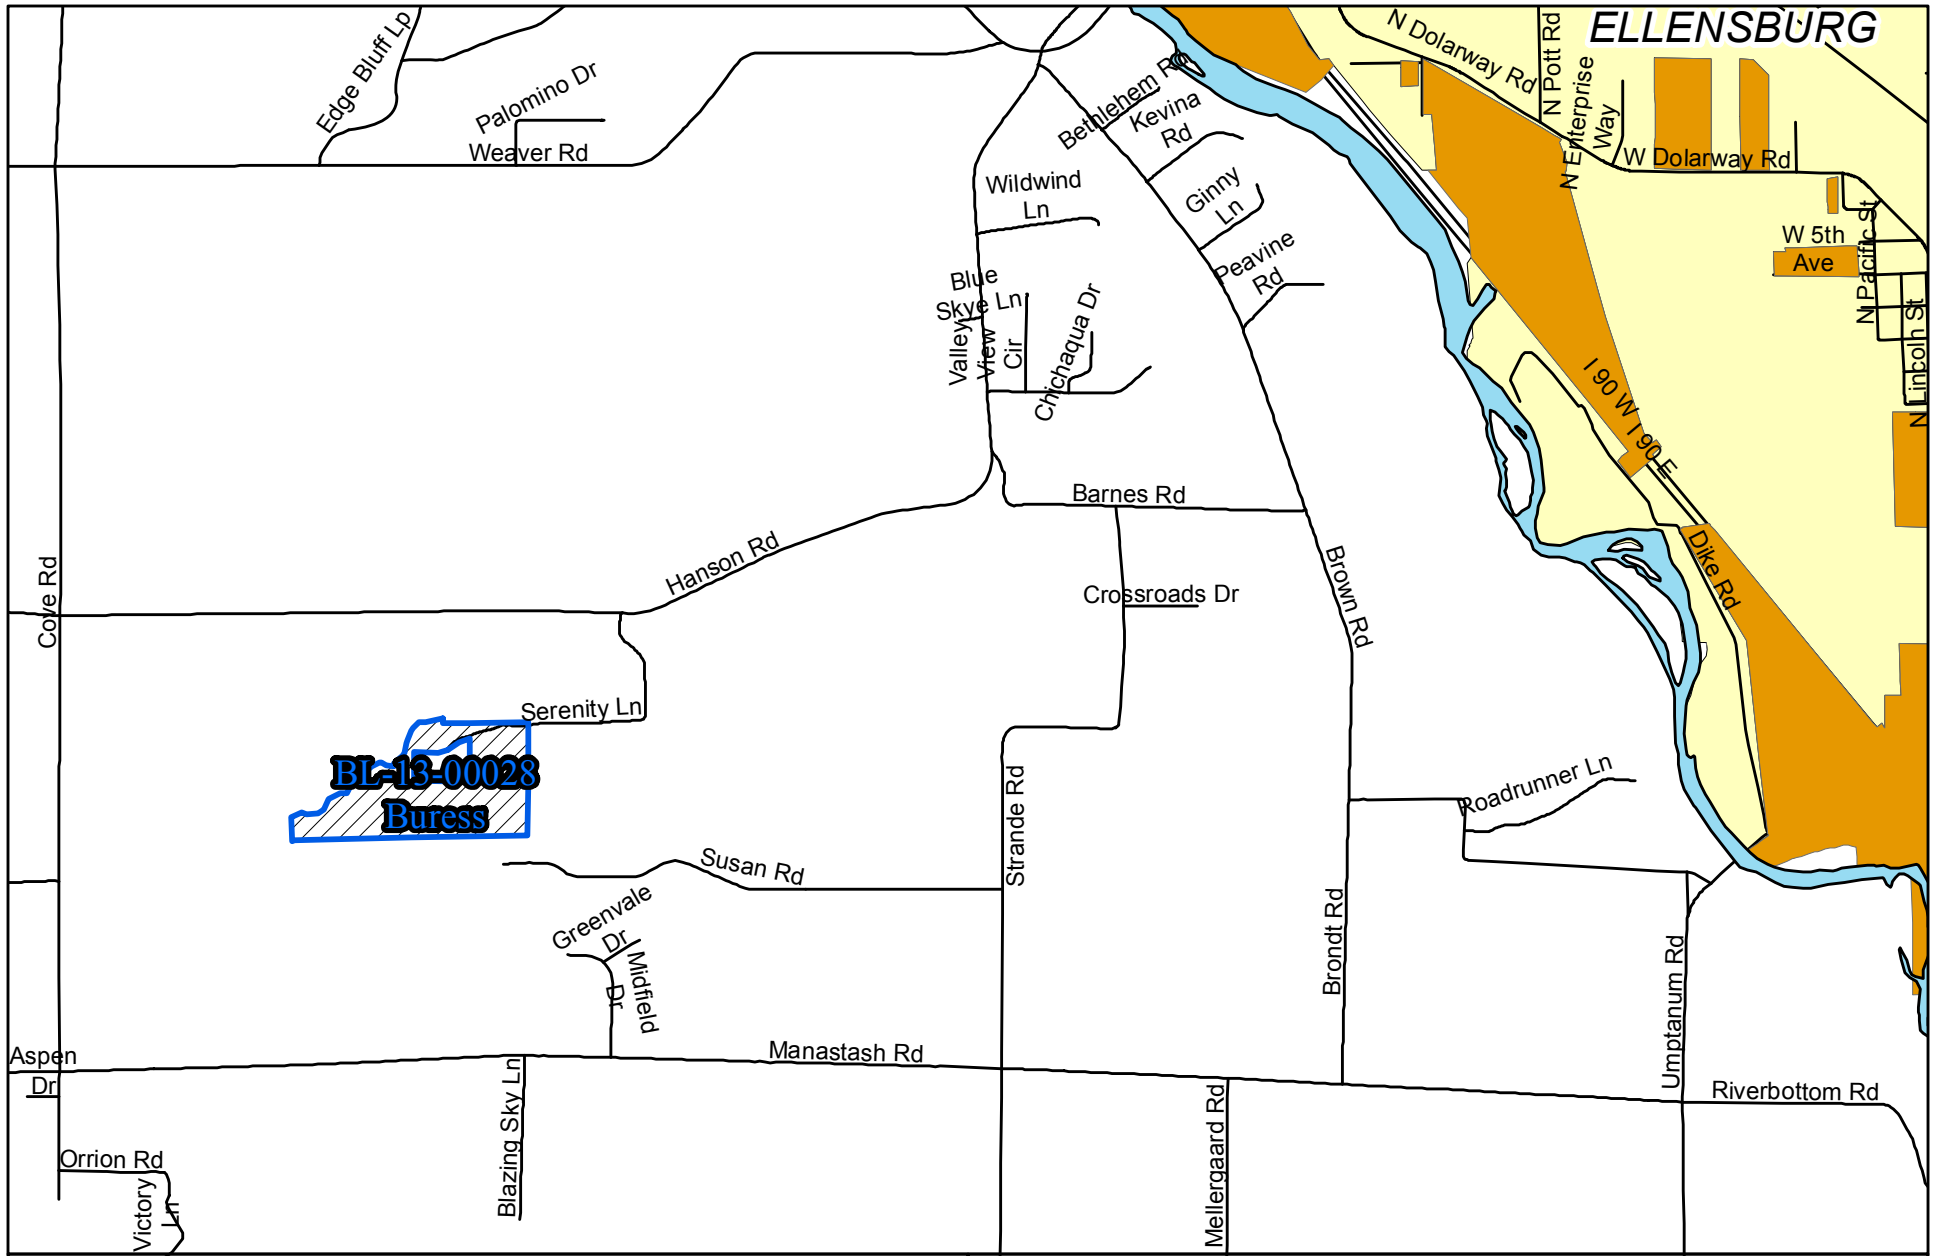 ELLENSBURG
Edge Bluff Lp
Palomino Dr
Weaver Rd
N Dolarway Rd
N Pott Rd
N Enterprise
Way
W Dolarway Rd
Bethlehem Rd
Kevina
Rd
Wildwind
Ln
Ginny
Ln
Peavine
Rd
W 5th
Ave
N Pacific St
N Lincoln St
Blue
Skye Ln
Valley
View
Cir
Chichaqua Dr
I 90 W
I 90 E
Barnes Rd
Hanson Rd
Cove Rd
Brown Rd
Dike Rd
Crossroads Dr
Serenity Ln
BL-13-00028
Buress
Strande Rd
Roadrunner Ln
Susan Rd
Greenvale
Dr
Midfield
Dr
Brondt Rd
Umptanum Rd
Aspen
Dr
Manastash Rd
Riverbottom Rd
Blazing Sky Ln
Mellergaard Rd
Orrion Rd
Victory
Ln